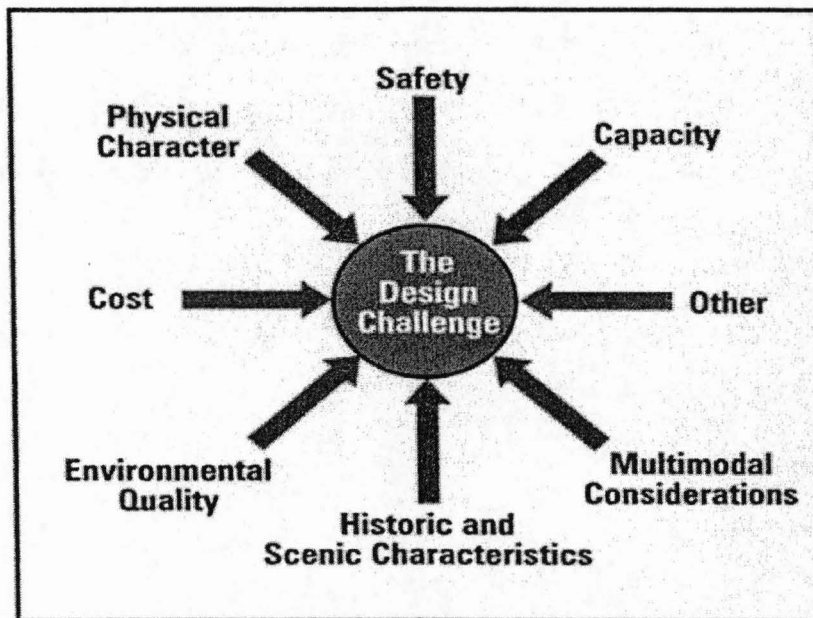 Safety
Physical
Character
Capacity
The
Design
Challenge
Cost
Other
Environmental
Quality
Multimodal
Considerations
Historic and
Scenic Characteristics